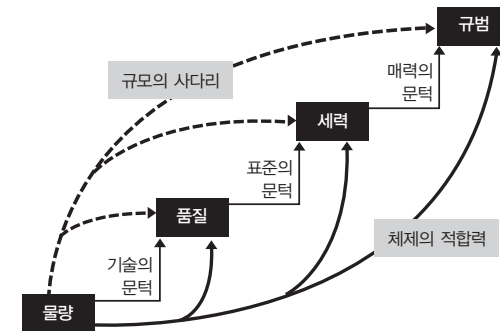 규범
매력의
문턱
규모의 사다리
세력
표준의
문턱
품질
체제의 적합력
기술의
문턱
물량